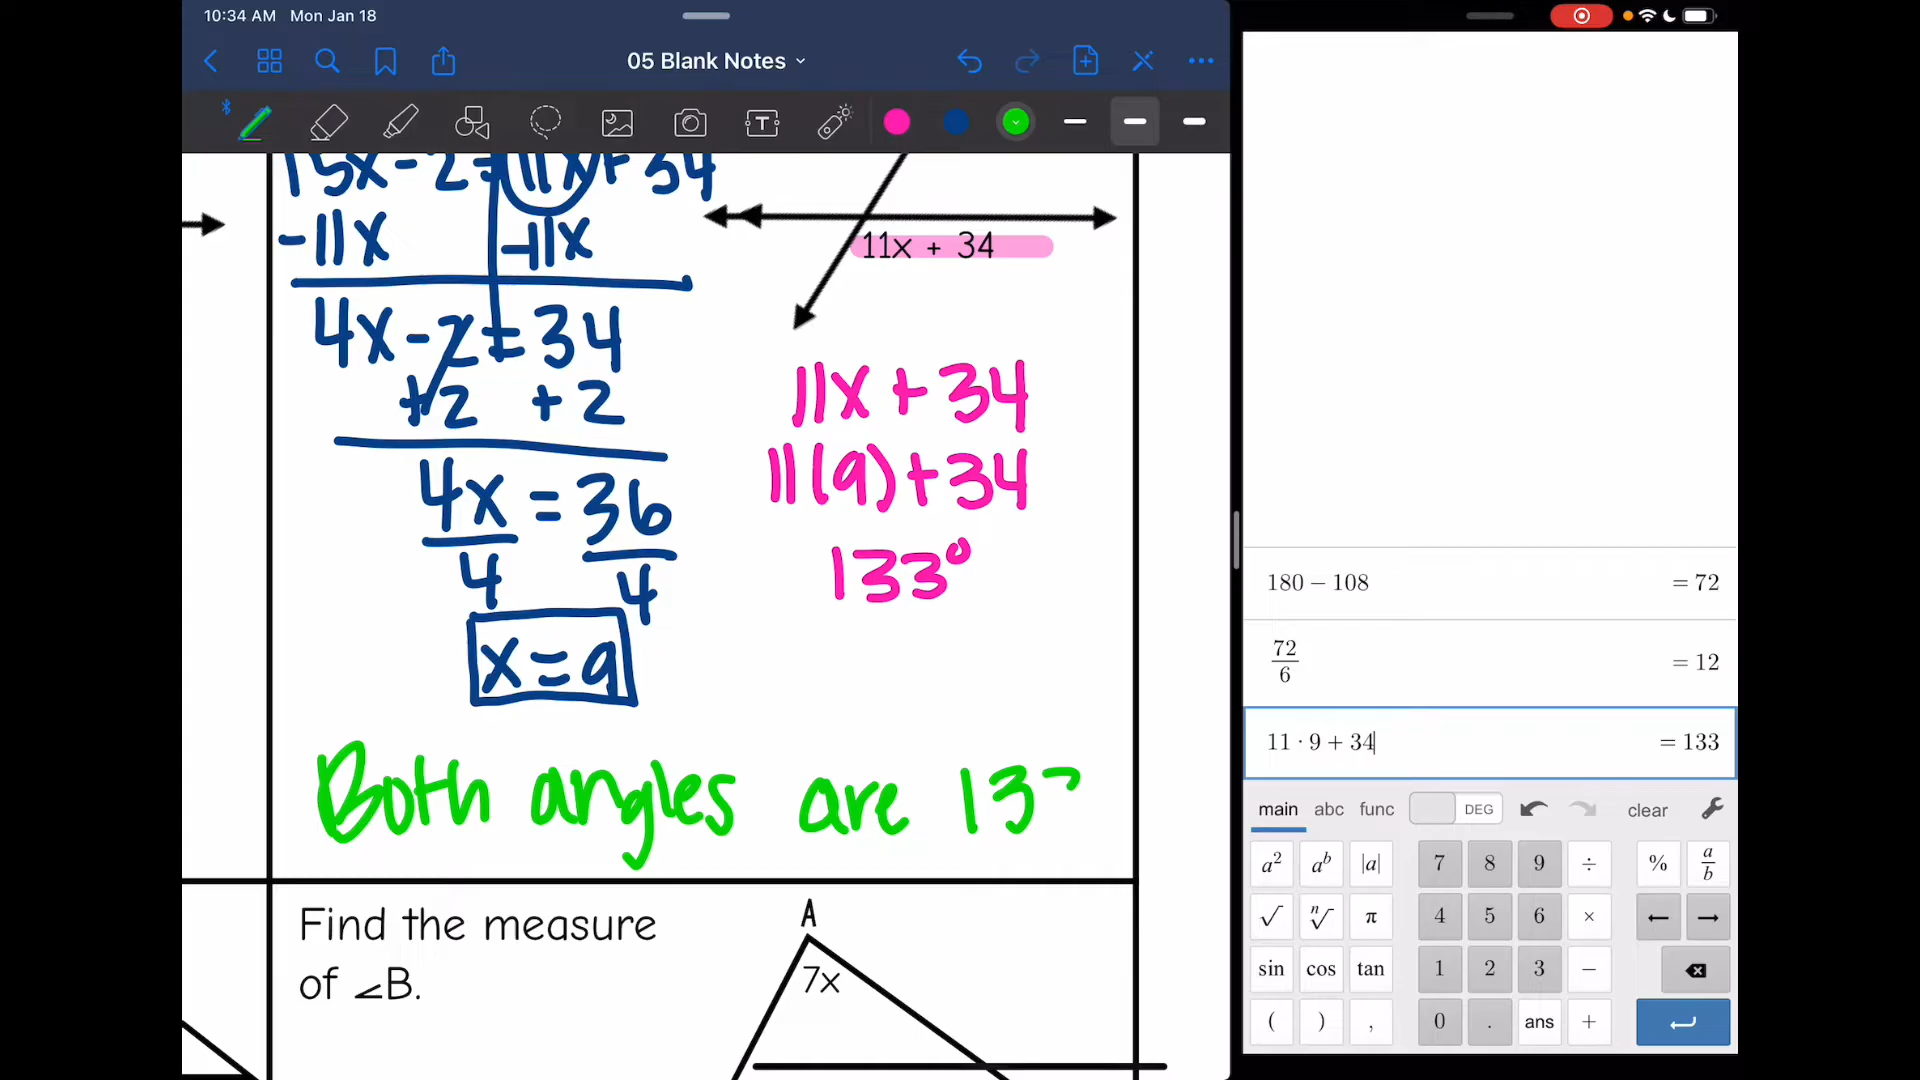 10:34 AM Mon Jan 18
05 Blank Notes
15x-2=11x+34
-11x -11x
4x-2=34
+2 +2
4x = 36
4 4
x=9
11x + 34
11x+34
11(9)+34
133°
Both angles are 13
Find the measure
of ∠B.
A
7x
180 − 108 = 72
72
6
= 12
11 · 9 + 34 = 133
main abc func DEG clear
a² aᵇ |a| 7 8 9 ÷ % a/b
√ ⁿ√ π 4 5 6 × ← →
sin cos tan 1 2 3 −
( ) , 0 . ans +